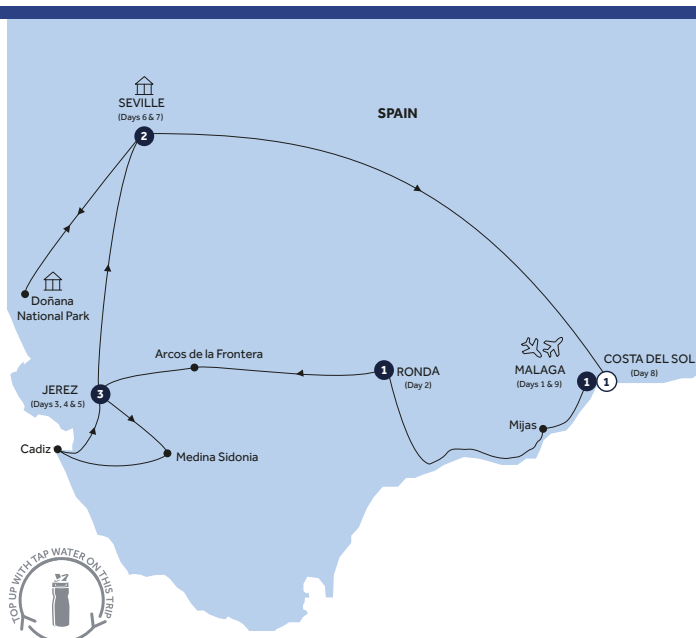 SPAIN
SEVILLE
(Days 6 & 7)
2
Doñana
National Park
Arcos de la Frontera
JEREZ
(Days 3, 4 & 5)
3
1
RONDA
(Day 2)
MALAGA
(Days 1 & 9)
1
1
COSTA DEL SOL
(Day 8)
Mijas
Cadiz
Medina Sidonia
TOP UP WITH TAP WATER ON THIS TRIP